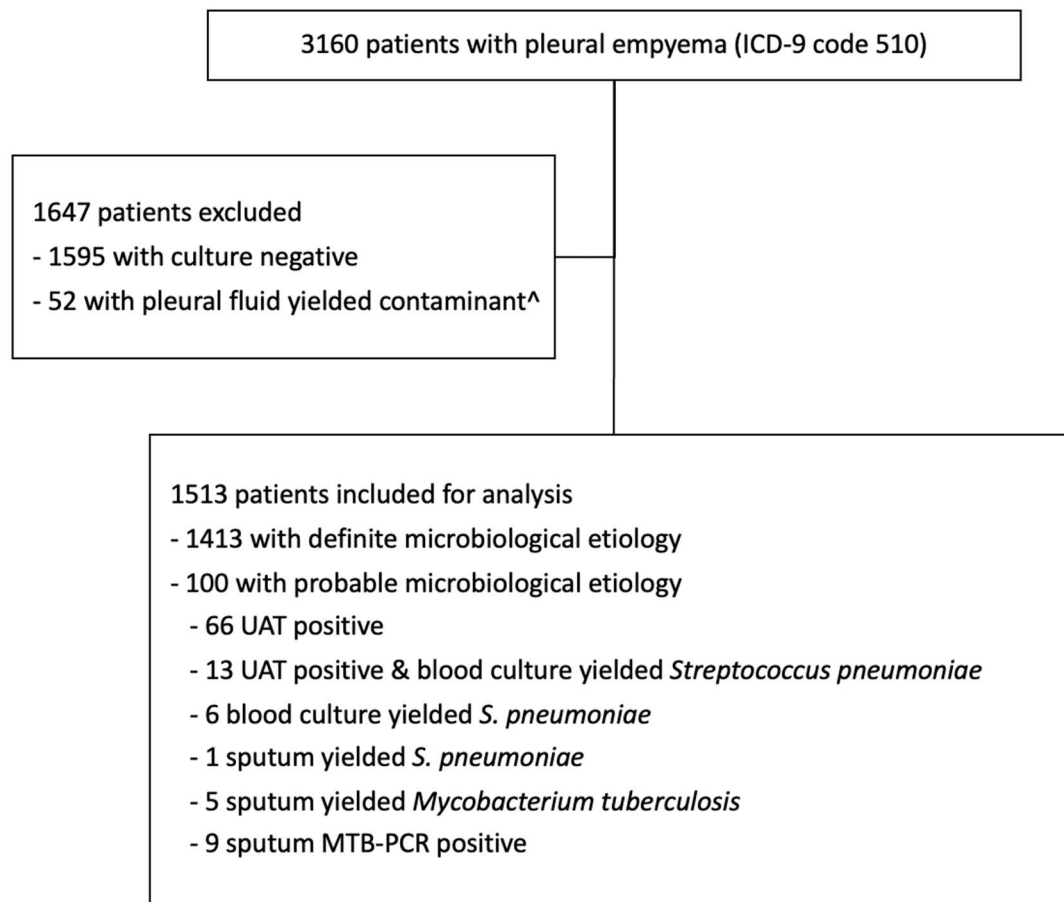 3160 patients with pleural empyema (ICD-9 code 510)
1647 patients excluded
- 1595 with culture negative
- 52 with pleural fluid yielded contaminant^
1513 patients included for analysis
- 1413 with definite microbiological etiology
- 100 with probable microbiological etiology
- 66 UAT positive
- 13 UAT positive & blood culture yielded Streptococcus pneumoniae
- 6 blood culture yielded S. pneumoniae
- 1 sputum yielded S. pneumoniae
- 5 sputum yielded Mycobacterium tuberculosis
- 9 sputum MTB-PCR positive